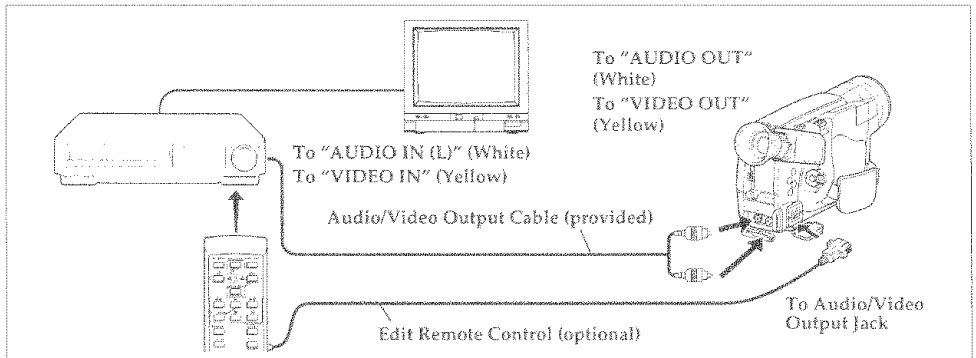 To "AUDIO OUT"
(White)
To "VIDEO OUT"
(Yellow)
To "AUDIO IN (L)" (White)
To "VIDEO IN" (Yellow)
Audio/Video Output Cable (provided)
To Audio/Video
Output Jack
Edit Remote Control (optional)